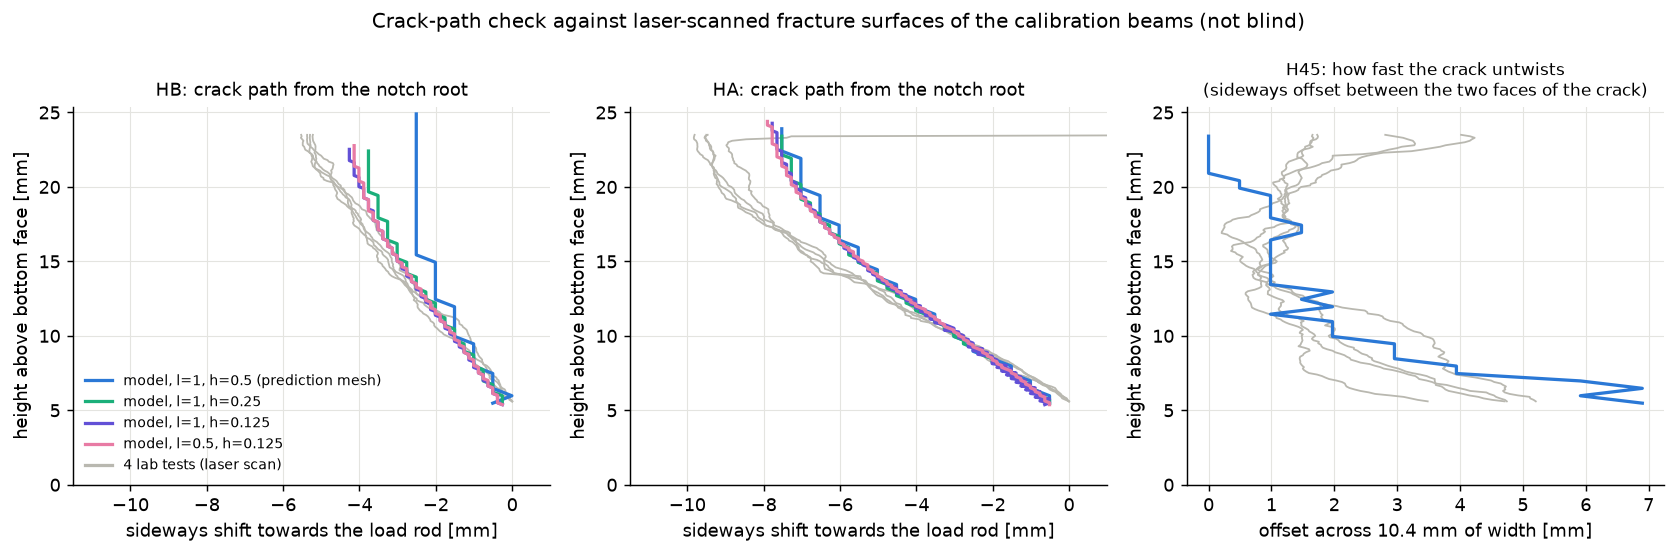 Crack-path check against laser-scanned fracture surfaces of the calibration beams (not blind)
HB: crack path from the notch root
25
20
15
10
5
0
height above bottom face [mm]
model, l=1, h=0.5 (prediction mesh)
model, l=1, h=0.25
model, l=1, h=0.125
model, l=0.5, h=0.125
4 lab tests (laser scan)
−10 −8 −6 −4 −2 0
sideways shift towards the load rod [mm]
HA: crack path from the notch root
25
20
15
10
5
0
height above bottom face [mm]
−10 −8 −6 −4 −2 0
sideways shift towards the load rod [mm]
H45: how fast the crack untwists
(sideways offset between the two faces of the crack)
25
20
15
10
5
0
height above bottom face [mm]
0 1 2 3 4 5 6 7
offset across 10.4 mm of width [mm]